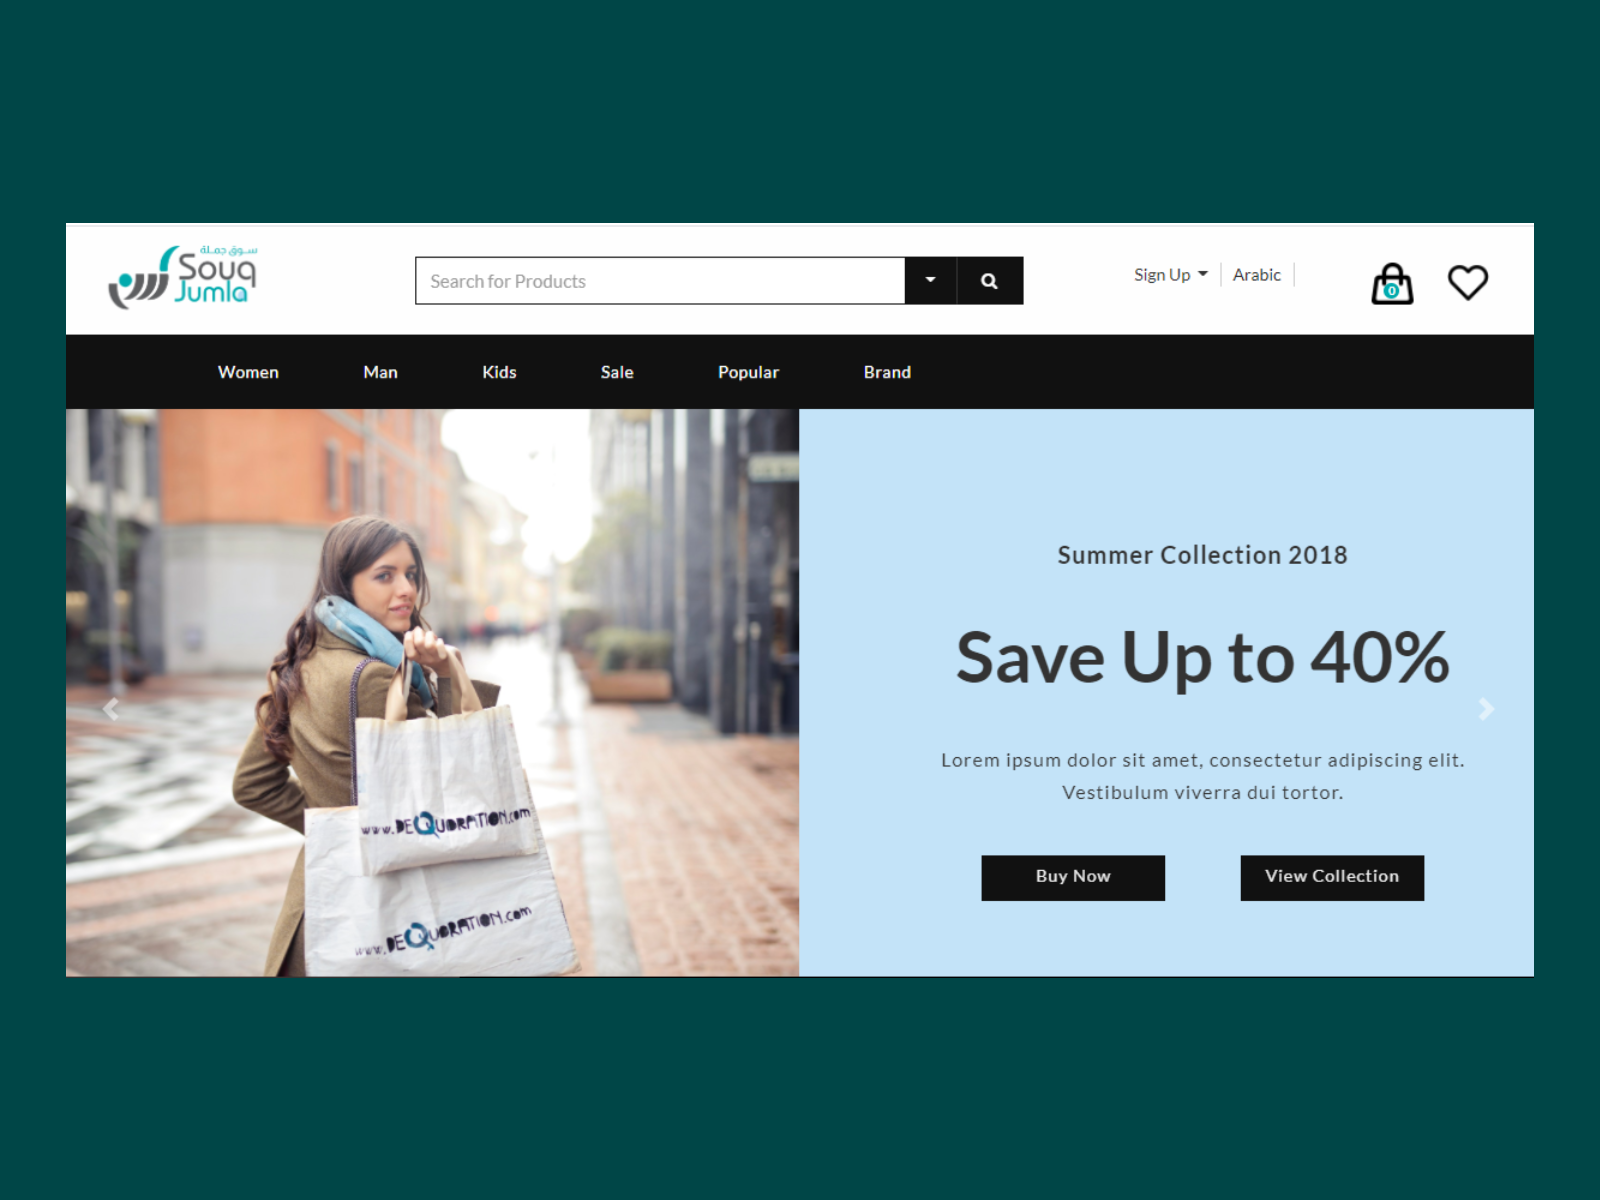 سوق جملة
Souq
Jumla
Search for Products
Sign Up
Arabic
0
Women
Man
Kids
Sale
Popular
Brand
www.DEQUORATION.com
www.DEQUORATION.com
Summer Collection 2018
Save Up to 40%
Lorem ipsum dolor sit amet, consectetur adipiscing elit.
Vestibulum viverra dui tortor.
Buy Now
View Collection